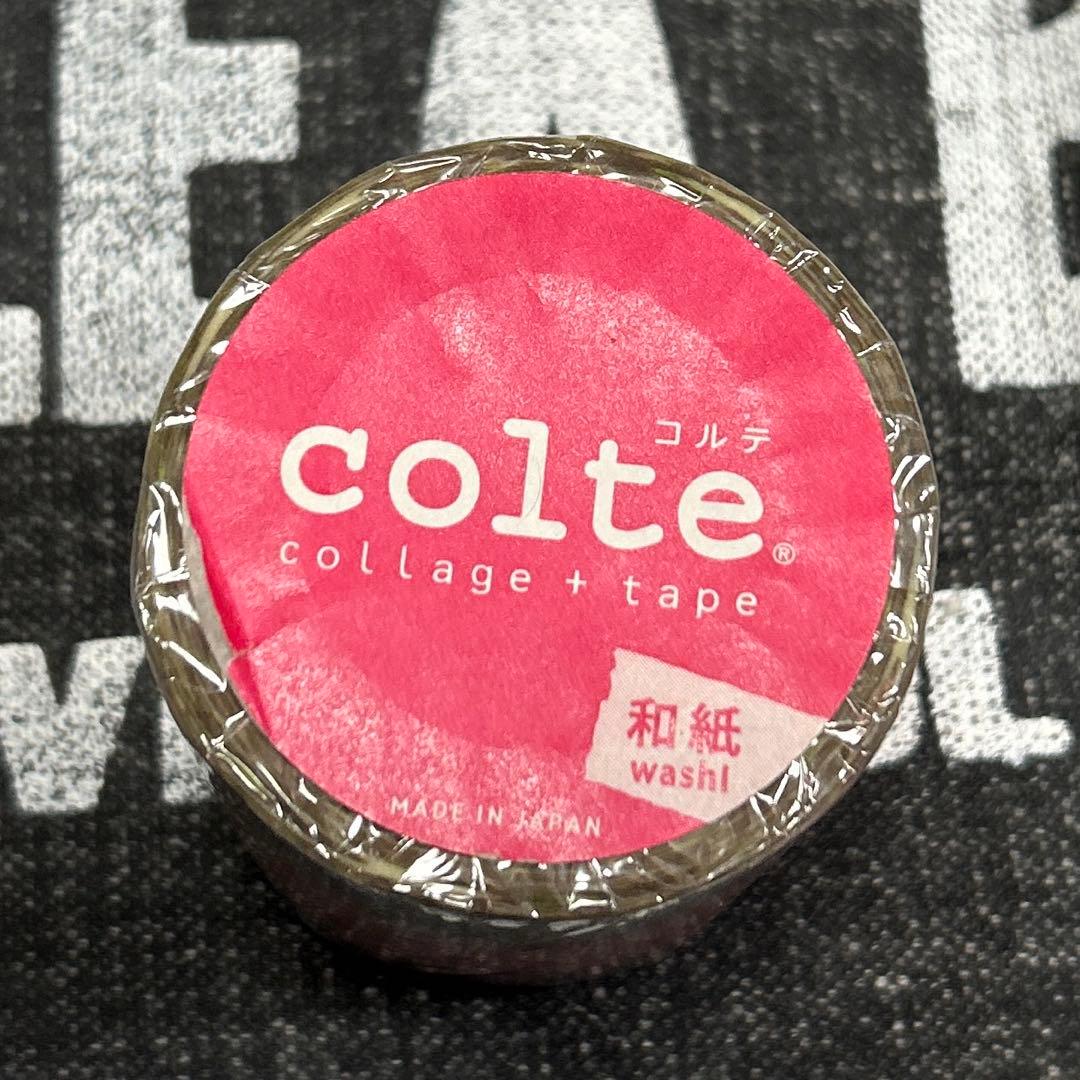 コルテ
colte®
collage + tape
和紙
washi
MADE IN JAPAN